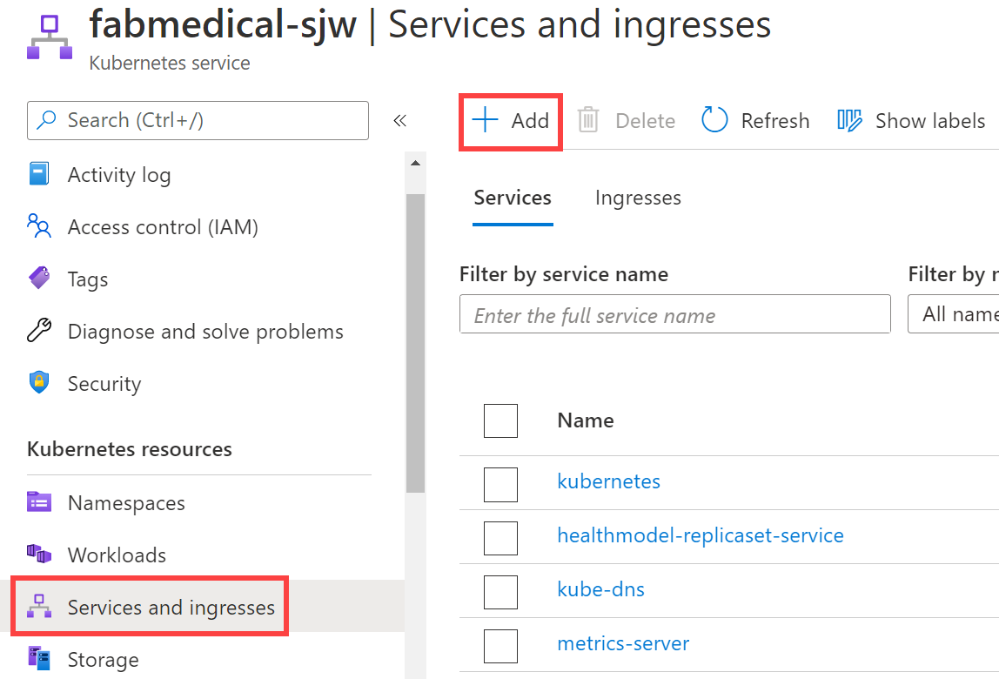 fabmedical-sjw | Services and ingresses
Kubernetes service
Search (Ctrl+/)
«
Add
Delete
Refresh
Show labels
Activity log
Access control (IAM)
Tags
Diagnose and solve problems
Security
Kubernetes resources
Namespaces
Workloads
Services and ingresses
Storage
Services
Ingresses
Filter by service name
Filter by
Enter the full service name
All name
Name
kubernetes
healthmodel-replicaset-service
kube-dns
metrics-server